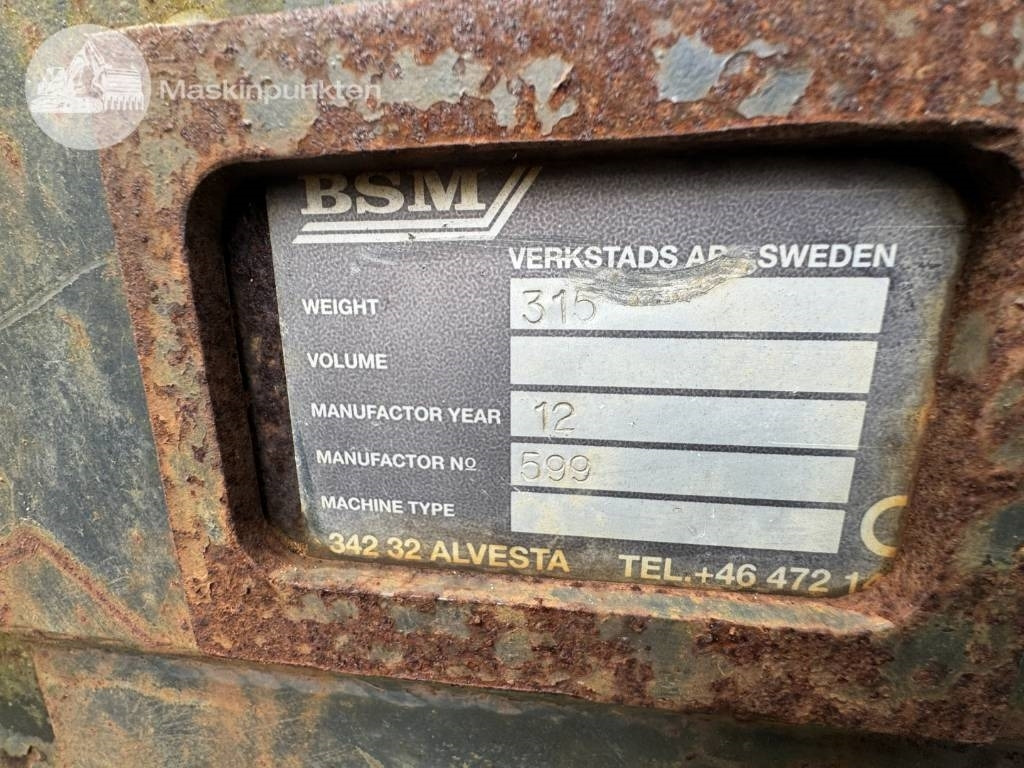 Maskinpunkten
BSM
VERKSTADS AB SWEDEN
WEIGHT 315
VOLUME
MANUFACTOR YEAR 12
MANUFACTOR Nº 599
MACHINE TYPE
342 32 ALVESTA TEL.+46 472